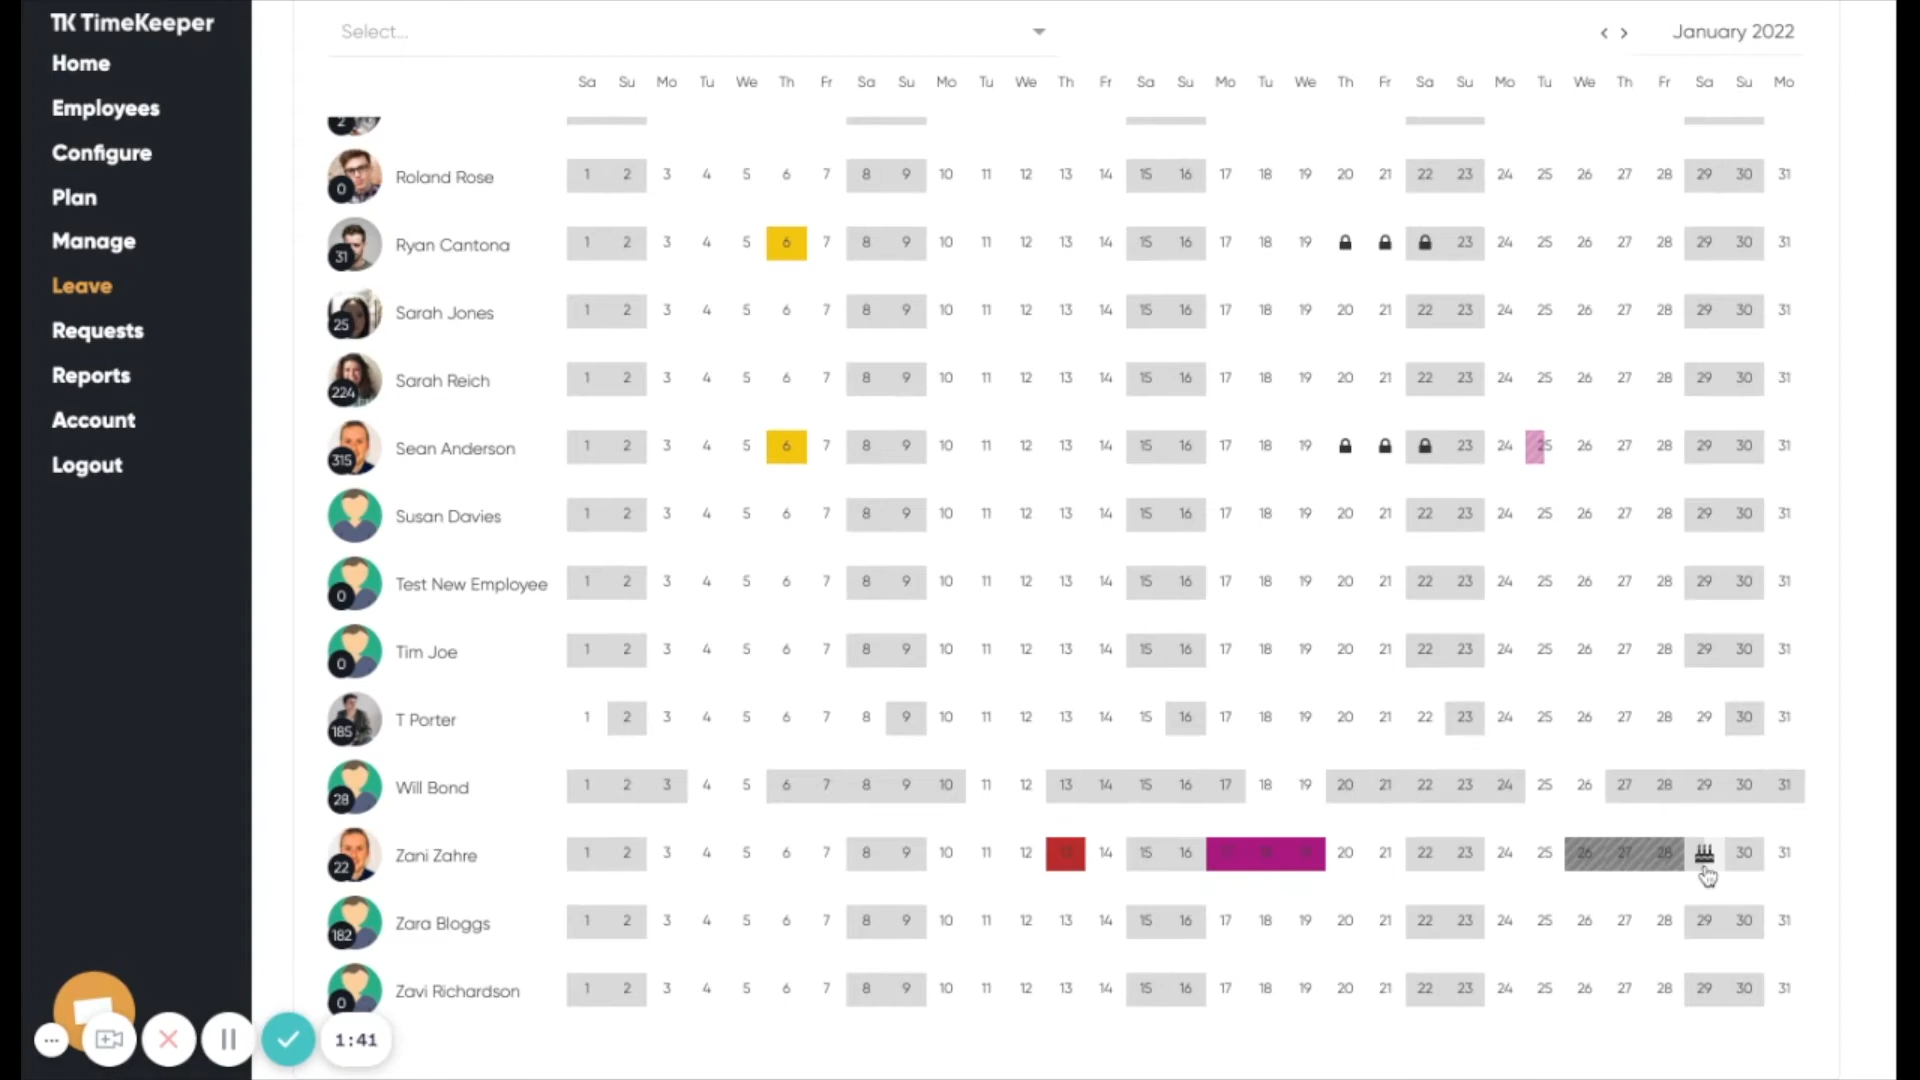 TK TimeKeeper
Home
Employees
Configure
Plan
Manage
Leave
Requests
Reports
Account
Logout
Select...
‹ › January 2022
Sa Su Mo Tu We Th Fr Sa Su Mo Tu We Th Fr Sa Su Mo Tu We Th Fr Sa Su Mo Tu We Th Fr Sa Su Mo
2
0 Roland Rose 1 2 3 4 5 6 7 8 9 10 11 12 13 14 15 16 17 18 19 20 21 22 23 24 25 26 27 28 29 30 31
31 Ryan Cantona 1 2 3 4 5 6 7 8 9 10 11 12 13 14 15 16 17 18 19 23 24 25 26 27 28 29 30 31
25 Sarah Jones 1 2 3 4 5 6 7 8 9 10 11 12 13 14 15 16 17 18 19 20 21 22 23 24 25 26 27 28 29 30 31
224 Sarah Reich 1 2 3 4 5 6 7 8 9 10 11 12 13 14 15 16 17 18 19 20 21 22 23 24 25 26 27 28 29 30 31
315 Sean Anderson 1 2 3 4 5 6 7 8 9 10 11 12 13 14 15 16 17 18 19 23 24 25 26 27 28 29 30 31
Susan Davies 1 2 3 4 5 6 7 8 9 10 11 12 13 14 15 16 17 18 19 20 21 22 23 24 25 26 27 28 29 30 31
0 Test New Employee 1 2 3 4 5 6 7 8 9 10 11 12 13 14 15 16 17 18 19 20 21 22 23 24 25 26 27 28 29 30 31
0 Tim Joe 1 2 3 4 5 6 7 8 9 10 11 12 13 14 15 16 17 18 19 20 21 22 23 24 25 26 27 28 29 30 31
185 T Porter 1 2 3 4 5 6 7 8 9 10 11 12 13 14 15 16 17 18 19 20 21 22 23 24 25 26 27 28 29 30 31
28 Will Bond 1 2 3 4 5 6 7 8 9 10 11 12 13 14 15 16 17 18 19 20 21 22 23 24 25 26 27 28 29 30 31
22 Zani Zahre 1 2 3 4 5 6 7 8 9 10 11 12 13 14 15 16 17 18 19 20 21 22 23 24 25 26 27 28 30 31
182 Zara Bloggs 1 2 3 4 5 6 7 8 9 10 11 12 13 14 15 16 17 18 19 20 21 22 23 24 25 26 27 28 29 30 31
0 Zavi Richardson 1 2 3 4 5 6 7 8 9 10 11 12 13 14 15 16 17 18 19 20 21 22 23 24 25 26 27 28 29 30 31
1:41